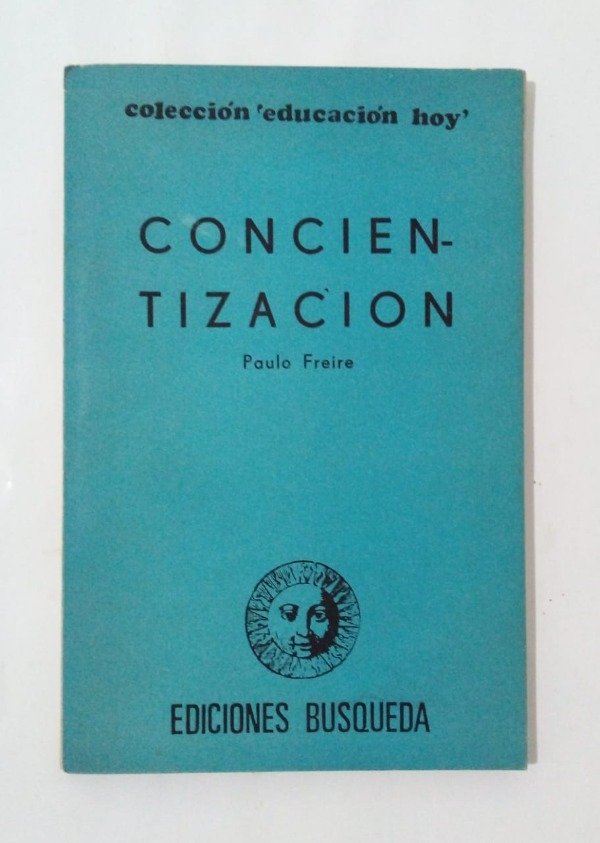 colección 'educación hoy'
CONCIEN-
TIZACION
Paulo Freire
EDICIONES BUSQUEDA